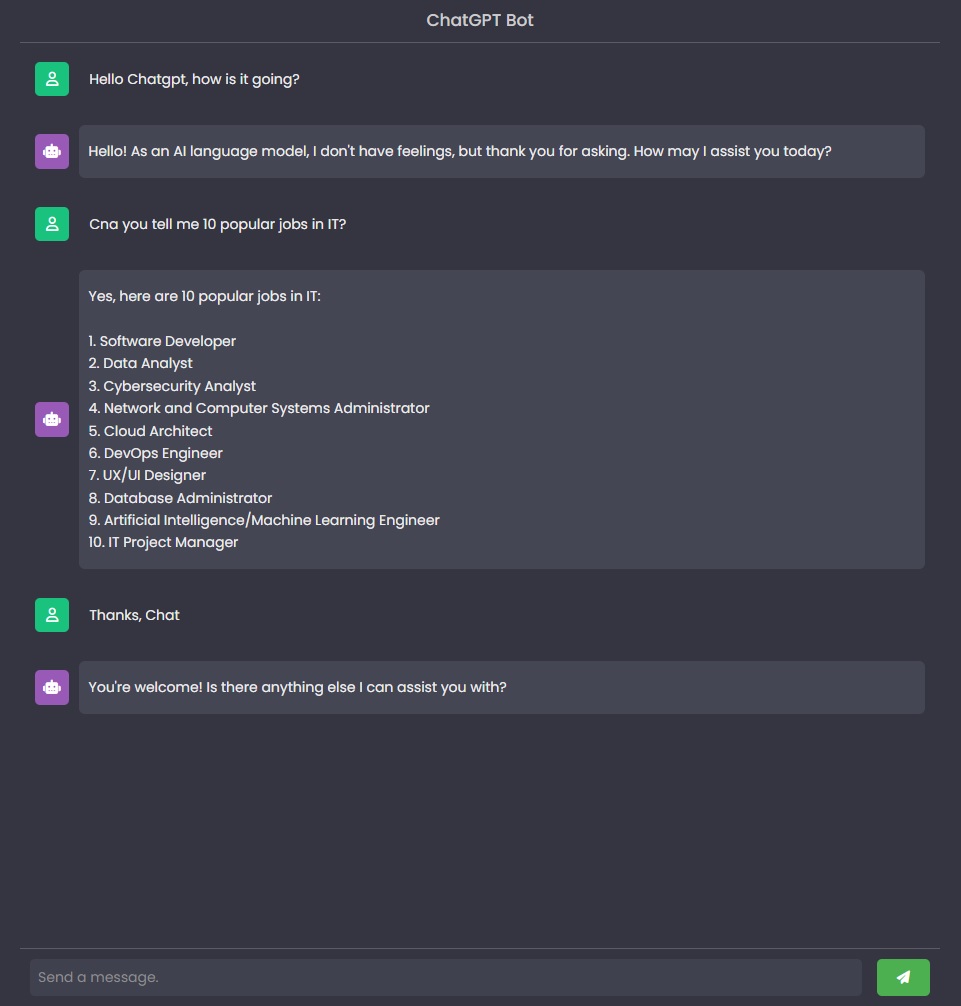 ChatGPT Bot
Hello Chatgpt, how is it going?
Hello! As an AI language model, I don't have feelings, but thank you for asking. How may I assist you today?
Cna you tell me 10 popular jobs in IT?
Yes, here are 10 popular jobs in IT:
1. Software Developer
2. Data Analyst
3. Cybersecurity Analyst
4. Network and Computer Systems Administrator
5. Cloud Architect
6. DevOps Engineer
7. UX/UI Designer
8. Database Administrator
9. Artificial Intelligence/Machine Learning Engineer
10. IT Project Manager
Thanks, Chat
You're welcome! Is there anything else I can assist you with?
Send a message.